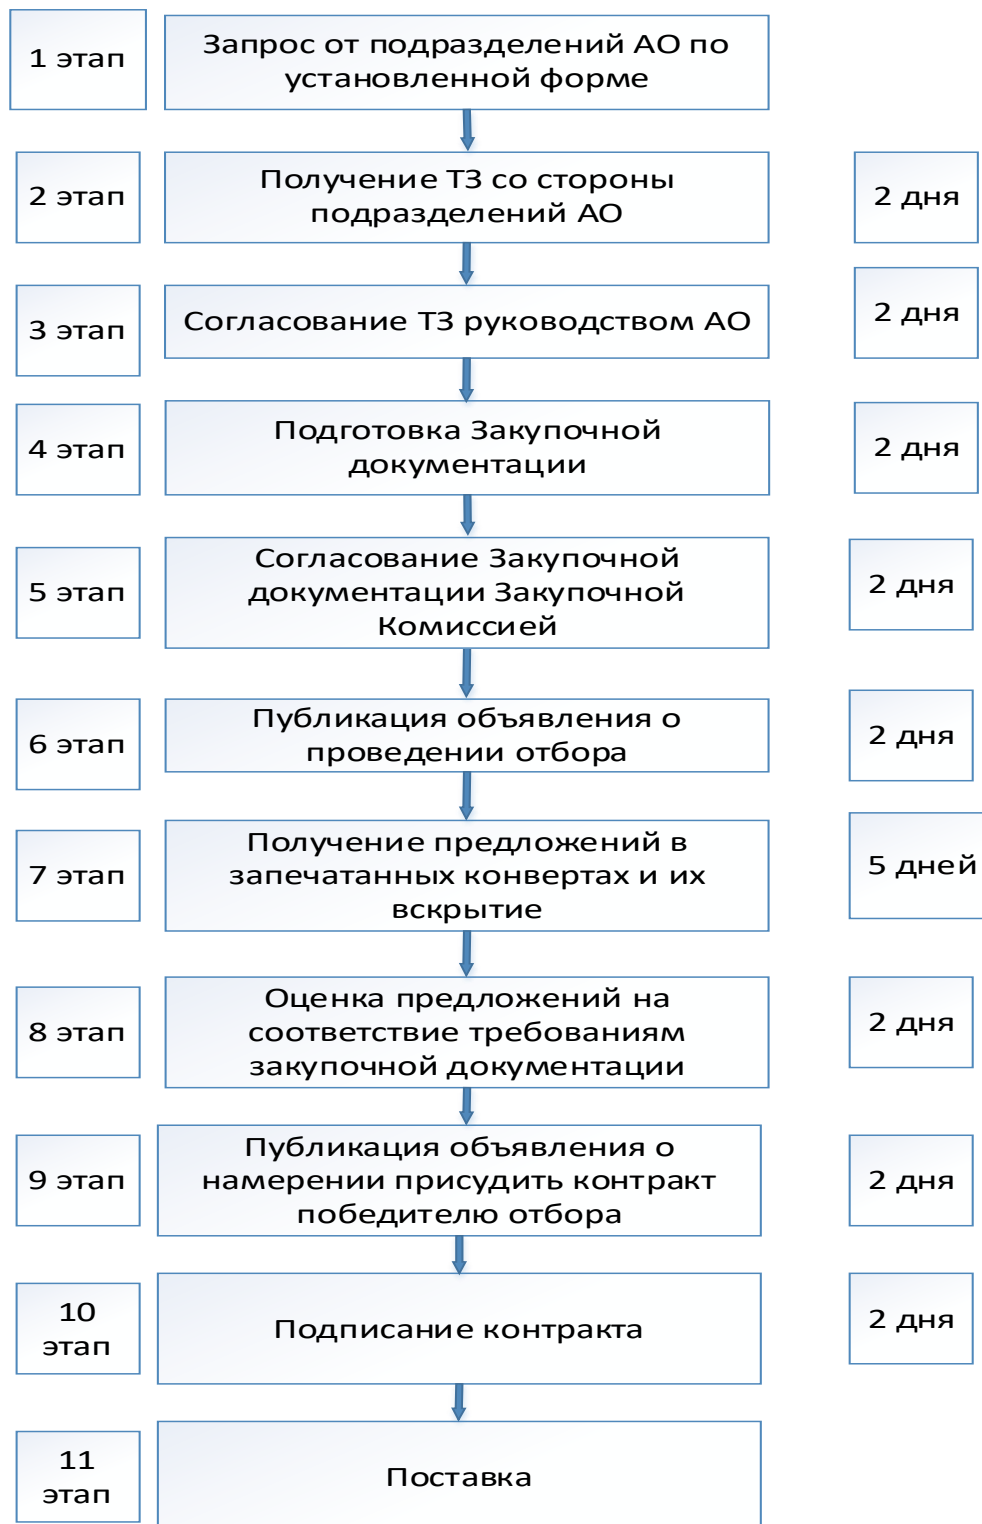 1 этап
Запрос от подразделений АО по
установленной форме
2 этап
Получение ТЗ со стороны
подразделений АО
2 дня
3 этап
Согласование ТЗ руководством АО
2 дня
4 этап
Подготовка Закупочной
документации
2 дня
5 этап
Согласование Закупочной
документации Закупочной
Комиссией
2 дня
6 этап
Публикация объявления о
проведении отбора
2 дня
7 этап
Получение предложений в
запечатанных конвертах и их
вскрытие
5 дней
8 этап
Оценка предложений на
соответствие требованиям
закупочной документации
2 дня
9 этап
Публикация объявления о
намерении присудить контракт
победителю отбора
2 дня
10
этап
Подписание контракта
2 дня
11
этап
Поставка